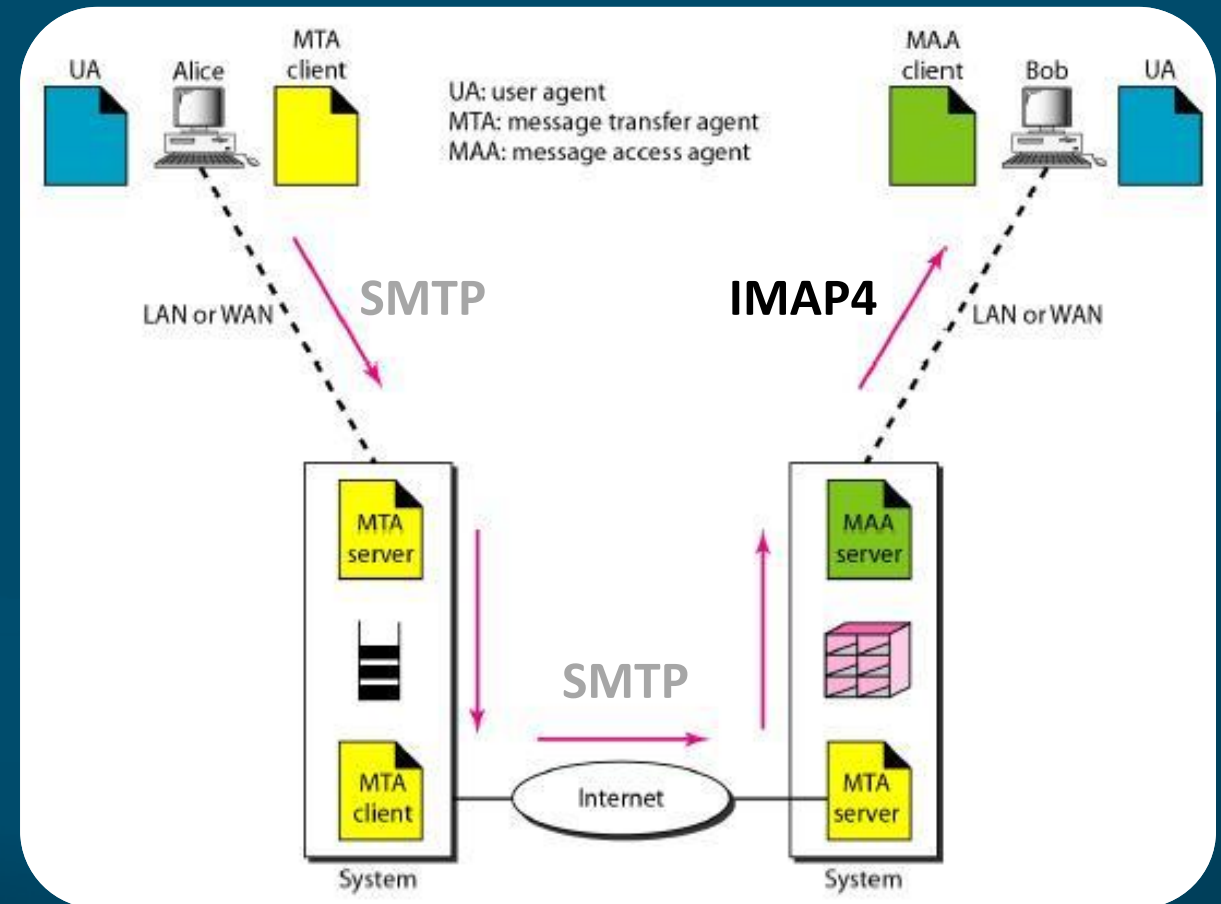 UA
Alice
MTA
client
UA: user agent
MTA: message transfer agent
MAA: message access agent
MAA
client
Bob
UA
LAN or WAN
SMTP
IMAP4
LAN or WAN
MTA
server
MAA
server
SMTP
MTA
client
Internet
MTA
server
System
System